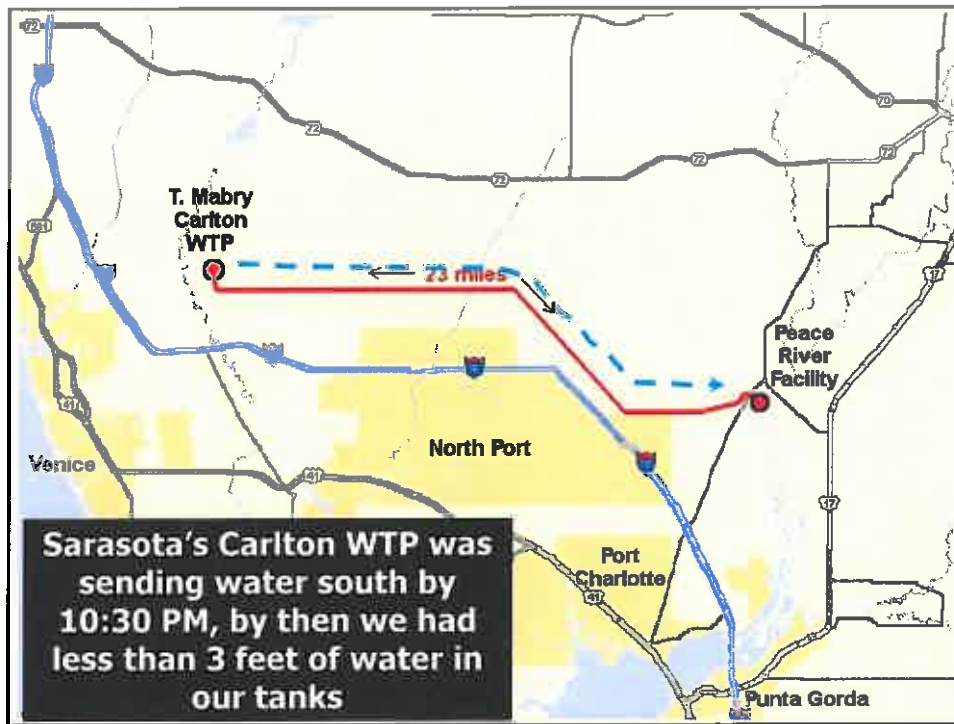 72
70
72
72
72
72
T. Mabry
Carlton
WTP
681
23 miles
17
Peace
River
Facility
41
North Port
Venice
41
17
Sarasota's Carlton WTP was
sending water south by
10:30 PM, by then we had
less than 3 feet of water in
our tanks
Port
Charlotte
41
Punta Gorda